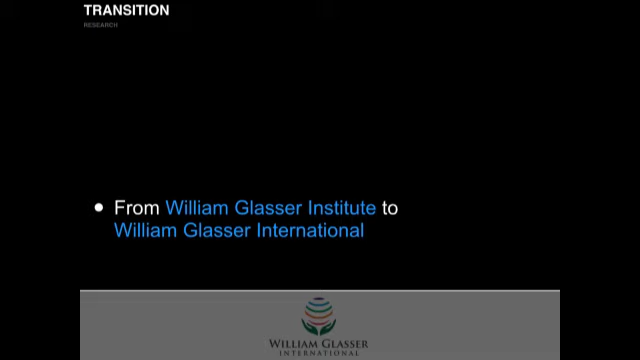 TRANSITION
RESEARCH
• From William Glasser Institute to
William Glasser International
WILLIAM GLASSER
INTERNATIONAL